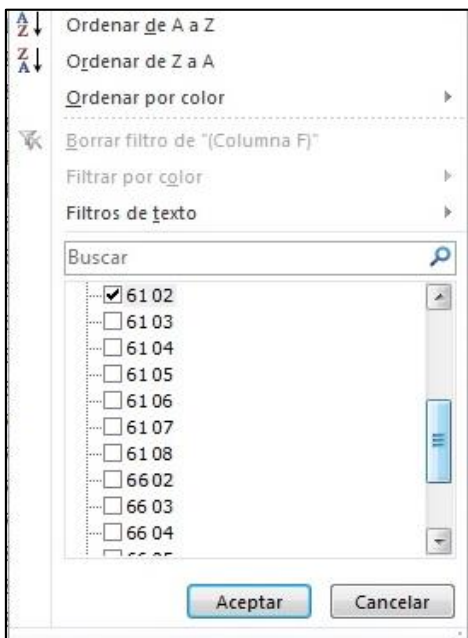 Ordenar de A a Z
Ordenar de Z a A
Ordenar por color
Borrar filtro de "(Columna F)"
Filtrar por color
Filtros de texto
Buscar
61 02
61 03
61 04
61 05
61 06
61 07
61 08
66 02
66 03
66 04
Aceptar
Cancelar